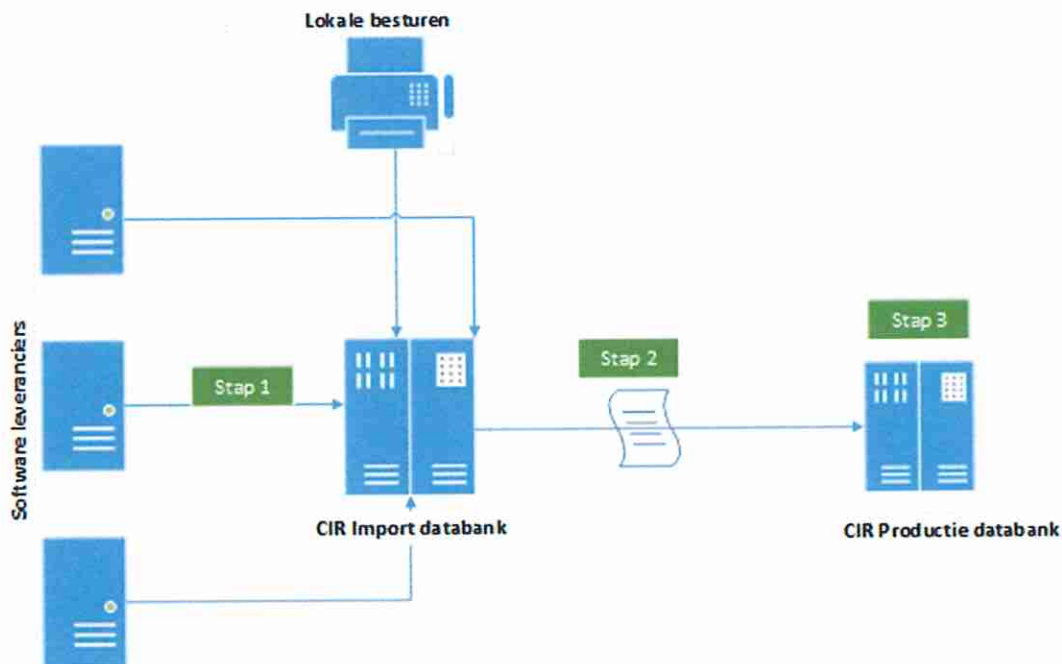 Lokale besturen
Software leveranciers
Stap 1
Stap 2
Stap 3
CIR Import databank
CIR Productie databank